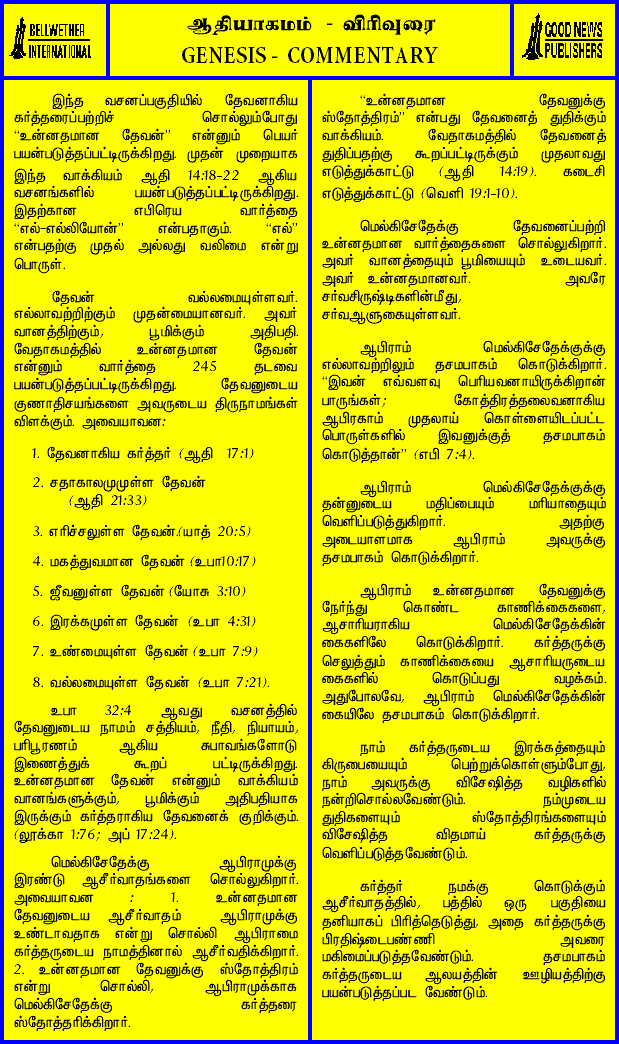 BELLWETHER
INTERNATIONAL
ஆதியாகமம் - விரிவுரை
GENESIS - COMMENTARY
GOOD NEWS
PUBLISHERS
இந்த வசனப்பகுதியில் தேவனாகிய
கர்த்தரைப்பற்றிச் சொல்லும்போது
“உன்னதமான தேவன்” என்னும் பெயர்
பயன்படுத்தப்பட்டிருக்கிறது. முதன் முறையாக
இந்த வாக்கியம் ஆதி 14:18-22 ஆகிய
வசனங்களில் பயன்படுத்தப்பட்டிருக்கிறது.
இதற்கான எபிரெய வார்த்தை
“எல்-எல்லியோன்” என்பதாகும். “எல்”
என்பதற்கு முதல் அல்லது வலிமை என்று
பொருள்.
தேவன் வல்லமையுள்ளவர்.
எல்லாவற்றிற்கும் முதன்மையானவர். அவர்
வானத்திற்கும், பூமிக்கும் அதிபதி.
வேதாகமத்தில் உன்னதமான தேவன்
என்னும் வார்த்தை 245 தடவை
பயன்படுத்தப்பட்டிருக்கிறது. தேவனுடைய
குணாதிசயங்களை அவருடைய திருநாமங்கள்
விளக்கும். அவையாவன:
1. தேவனாகிய கர்த்தர் (ஆதி 17:1)
2. சதாகாலமுமுள்ள தேவன்
(ஆதி 21:33)
3. எரிச்சலுள்ள தேவன்.(யாத் 20:5)
4. மகத்துவமான தேவன் (உபா10:17)
5. ஜீவனுள்ள தேவன் (யோசு 3:10)
6. இரக்கமுள்ள தேவன் (உபா 4:31)
7. உண்மையுள்ள தேவன் (உபா 7:9)
8. வல்லமையுள்ள தேவன் (உபா 7:21).
உபா 32:4 ஆவது வசனத்தில்
தேவனுடைய நாமம் சத்தியம், நீதி, நியாயம்,
பரிபூரணம் ஆகிய சுபாவங்களோடு
இணைத்துக் கூறப் பட்டிருக்கிறது.
உன்னதமான தேவன் என்னும் வாக்கியம்
வானங்களுக்கும், பூமிக்கும் அதிபதியாக
இருக்கும் கர்த்தராகிய தேவனைக் குறிக்கும்.
(லூக்கா 1:76; அப் 17:24).
மெல்கிசேதேக்கு ஆபிராமுக்கு
இரண்டு ஆசீர்வாதங்களை சொல்லுகிறார்.
அவையாவன : 1. உன்னதமான
தேவனுடைய ஆசீர்வாதம் ஆபிராமுக்கு
உண்டாவதாக என்று சொல்லி ஆபிராமை
கர்த்தருடைய நாமத்தினால் ஆசீர்வதிக்கிறார்.
2. உன்னதமான தேவனுக்கு ஸ்தோத்திரம்
என்று சொல்லி, ஆபிராமுக்காக
மெல்கிசேதேக்கு கர்த்தரை
ஸ்தோத்தரிக்கிறார்.
“உன்னதமான தேவனுக்கு
ஸ்தோத்திரம்” என்பது தேவனைத் துதிக்கும்
வாக்கியம். வேதாகமத்தில் தேவனைத்
துதிப்பதற்கு கூறப்பட்டிருக்கும் முதலாவது
எடுத்துக்காட்டு (ஆதி 14:19). கடைசி
எடுத்துக்காட்டு (வெளி 19:1-10).
மெல்கிசேதேக்கு தேவனைப்பற்றி
உன்னதமான வார்த்தைகளை சொல்லுகிறார்.
அவர் வானத்தையும் பூமியையும் உடையவர்.
அவர் உன்னதமானவர். அவரே
சர்வசிருஷ்டிகளின்மீது,
சர்வஆளுகையுள்ளவர்.
ஆபிராம் மெல்கிசேதேக்குக்கு
எல்லாவற்றிலும் தசமபாகம் கொடுக்கிறார்.
“இவன் எவ்வளவு பெரியவனாயிருக்கிறான்
பாருங்கள்; கோத்திரத்தலைவனாகிய
ஆபிரகாம் முதலாய் கொள்ளையிடப்பட்ட
பொருள்களில் இவனுக்குத் தசமபாகம்
கொடுத்தான்” (எபி 7:4).
ஆபிராம் மெல்கிசேதேக்குக்கு
தன்னுடைய மதிப்பையும் மரியாதையும்
வெளிப்படுத்துகிறார். அதற்கு
அடையாளமாக ஆபிராம் அவருக்கு
தசமபாகம் கொடுக்கிறார்.
ஆபிராம் உன்னதமான தேவனுக்கு
நேர்ந்து கொண்ட காணிக்கைகளை,
ஆசாரியராகிய மெல்கிசேதேக்கின்
கைகளிலே கொடுக்கிறார். கர்த்தருக்கு
செலுத்தும் காணிக்கையை ஆசாரியருடைய
கைகளில் கொடுப்பது வழக்கம்.
அதுபோலவே, ஆபிராம் மெல்கிசேதேக்கின்
கையிலே தசமபாகம் கொடுக்கிறார்.
நாம் கர்த்தருடைய இரக்கத்தையும்
கிருபையையும் பெற்றுக்கொள்ளும்போது,
நாம் அவருக்கு விசேஷித்த வழிகளில்
நன்றிசொல்லவேண்டும். நம்முடைய
துதிகளையும் ஸ்தோத்திரங்களையும்
விசேஷித்த விதமாய் கர்த்தருக்கு
வெளிப்படுத்தவேண்டும்.
கர்த்தர் நமக்கு கொடுக்கும்
ஆசீர்வாதத்தில், பத்தில் ஒரு பகுதியை
தனியாகப் பிரித்தெடுத்து, அதை கர்த்தருக்கு
பிரதிஷ்டைபண்ணி அவரை
மகிமைப்படுத்தவேண்டும். தசமபாகம்
கர்த்தருடைய ஆலயத்தின் ஊழியத்திற்கு
பயன்படுத்தப்பட வேண்டும்.